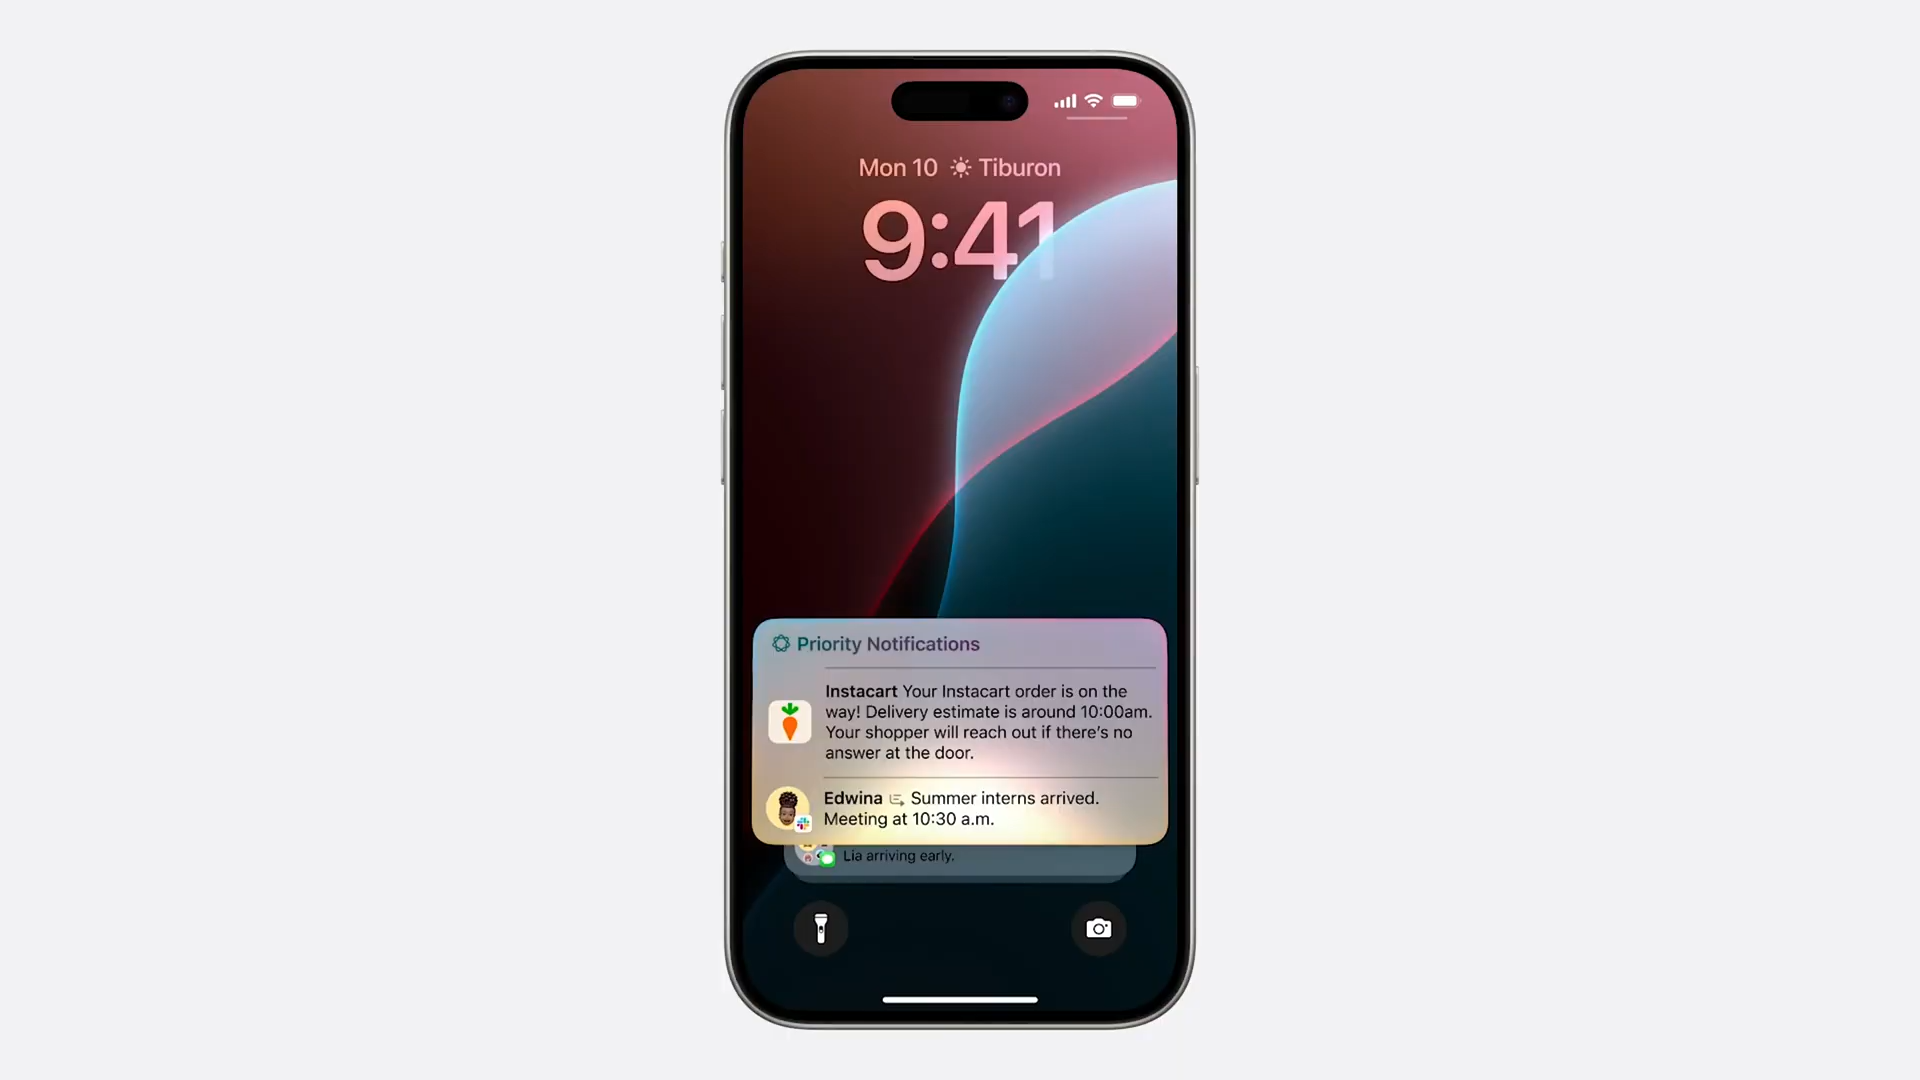 Mon 10 Tiburon
9:41
Priority Notifications
Instacart Your Instacart order is on the
way! Delivery estimate is around 10:00am.
Your shopper will reach out if there's no
answer at the door.
Edwina Summer interns arrived.
Meeting at 10:30 a.m.
Lia arriving early.